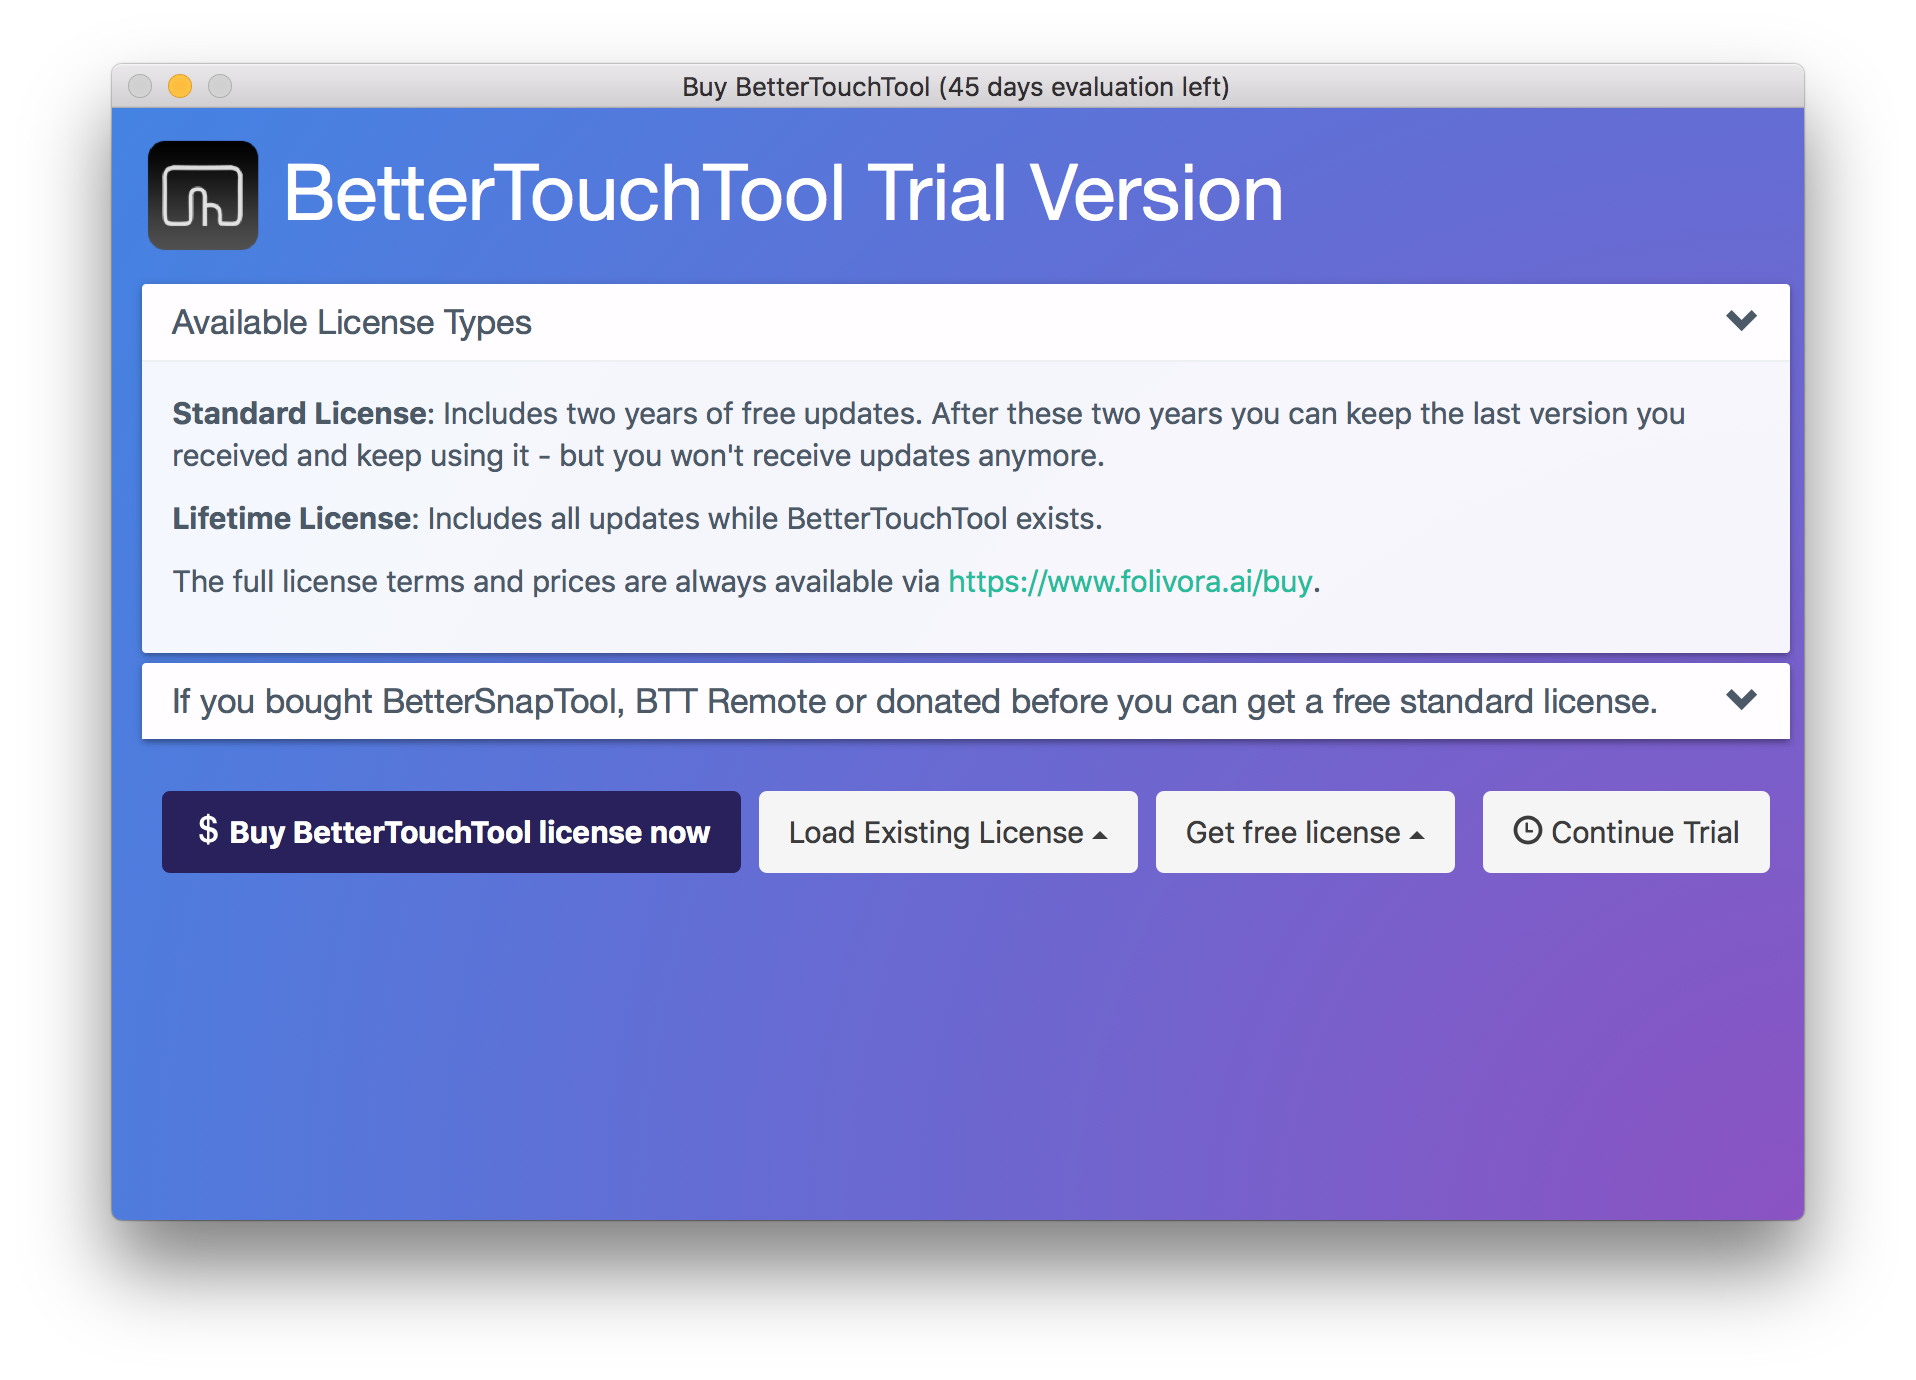 Buy BetterTouchTool (45 days evaluation left)
BetterTouchTool Trial Version
Available License Types
Standard License: Includes two years of free updates. After these two years you can keep the last version you
received and keep using it - but you won't receive updates anymore.
Lifetime License: Includes all updates while BetterTouchTool exists.
The full license terms and prices are always available via https://www.folivora.ai/buy.
If you bought BetterSnapTool, BTT Remote or donated before you can get a free standard license.
$ Buy BetterTouchTool license now
Load Existing License
Get free license
Continue Trial